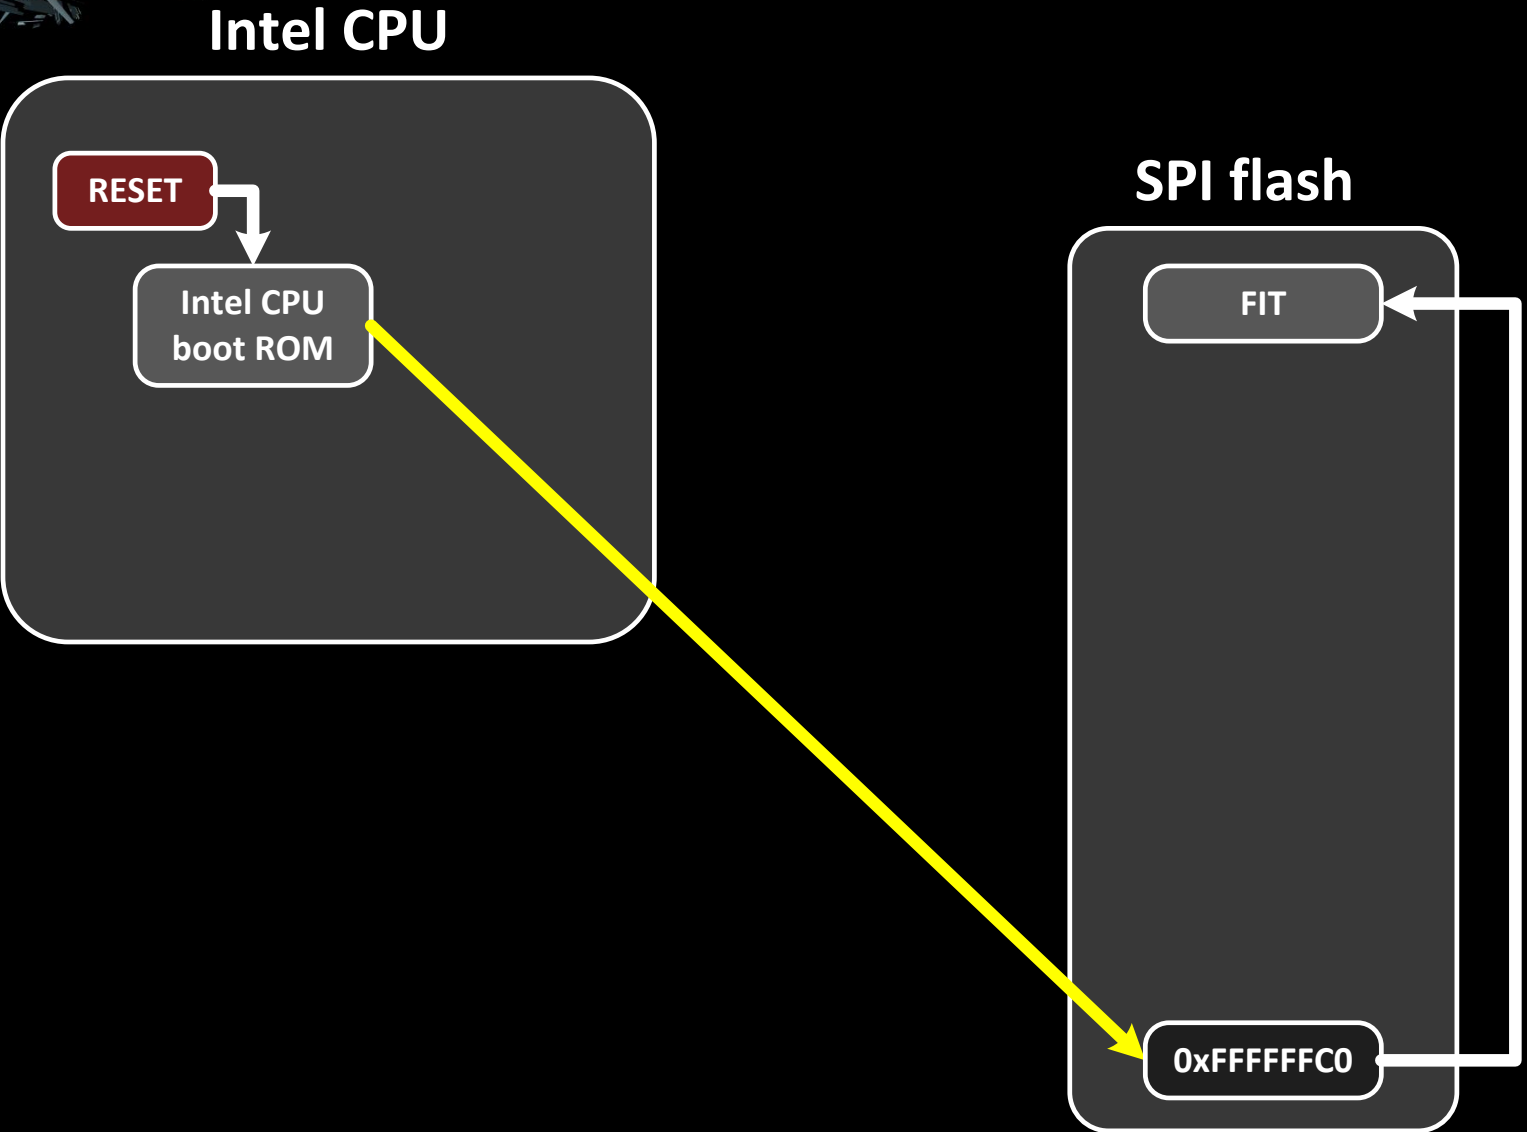 Intel CPU
RESET
Intel CPU
boot ROM
SPI flash
FIT
0xFFFFFFC0